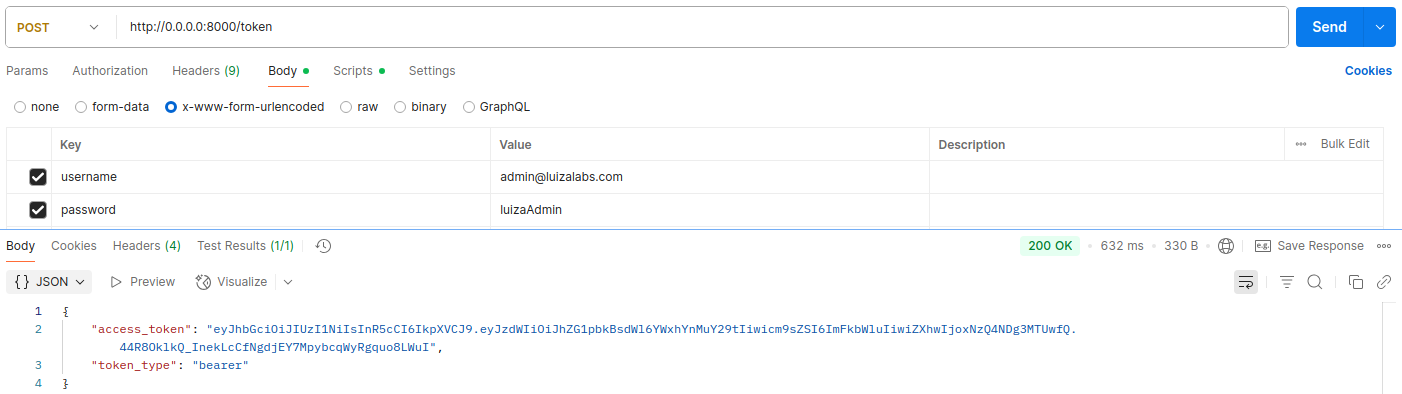 POST http://0.0.0.0:8000/token Send
Params Authorization Headers (9) Body Scripts Settings Cookies
none form-data x-www-form-urlencoded raw binary GraphQL
Key Value Description Bulk Edit
username admin@luizalabs.com
password luizaAdmin
Body Cookies Headers (4) Test Results (1/1) 200 OK 632 ms 330 B e.g. Save Response
{} JSON Preview Visualize
1 {
2 "access_token": "eyJhbGciOiJIUzI1NiIsInR5cCI6IkpXVCJ9.eyJzdWIiOiJhZG1pbkBsdWl6YWxhYnMuY29tIiwicm9sZSI6ImFkbWluIiwiZXhwIjoxNzQ4NDg3MTUwfQ.
44R8OklkQ_InekLcCfNgdjEY7MpybcqWyRgquo8LWuI",
3 "token_type": "bearer"
4 }